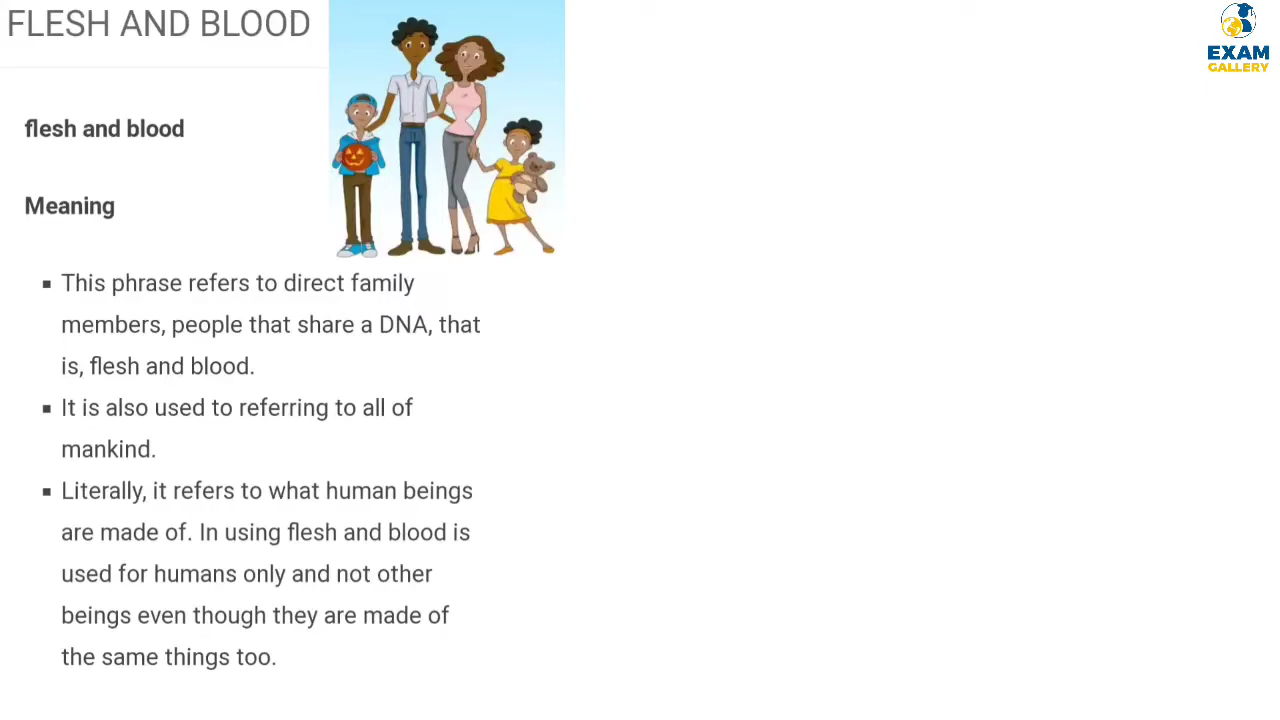 FLESH AND BLOOD
EXAM
GALLERY
flesh and blood
Meaning
This phrase refers to direct family
members, people that share a DNA, that
is, flesh and blood.
It is also used to referring to all of
mankind.
Literally, it refers to what human beings
are made of. In using flesh and blood is
used for humans only and not other
beings even though they are made of
the same things too.